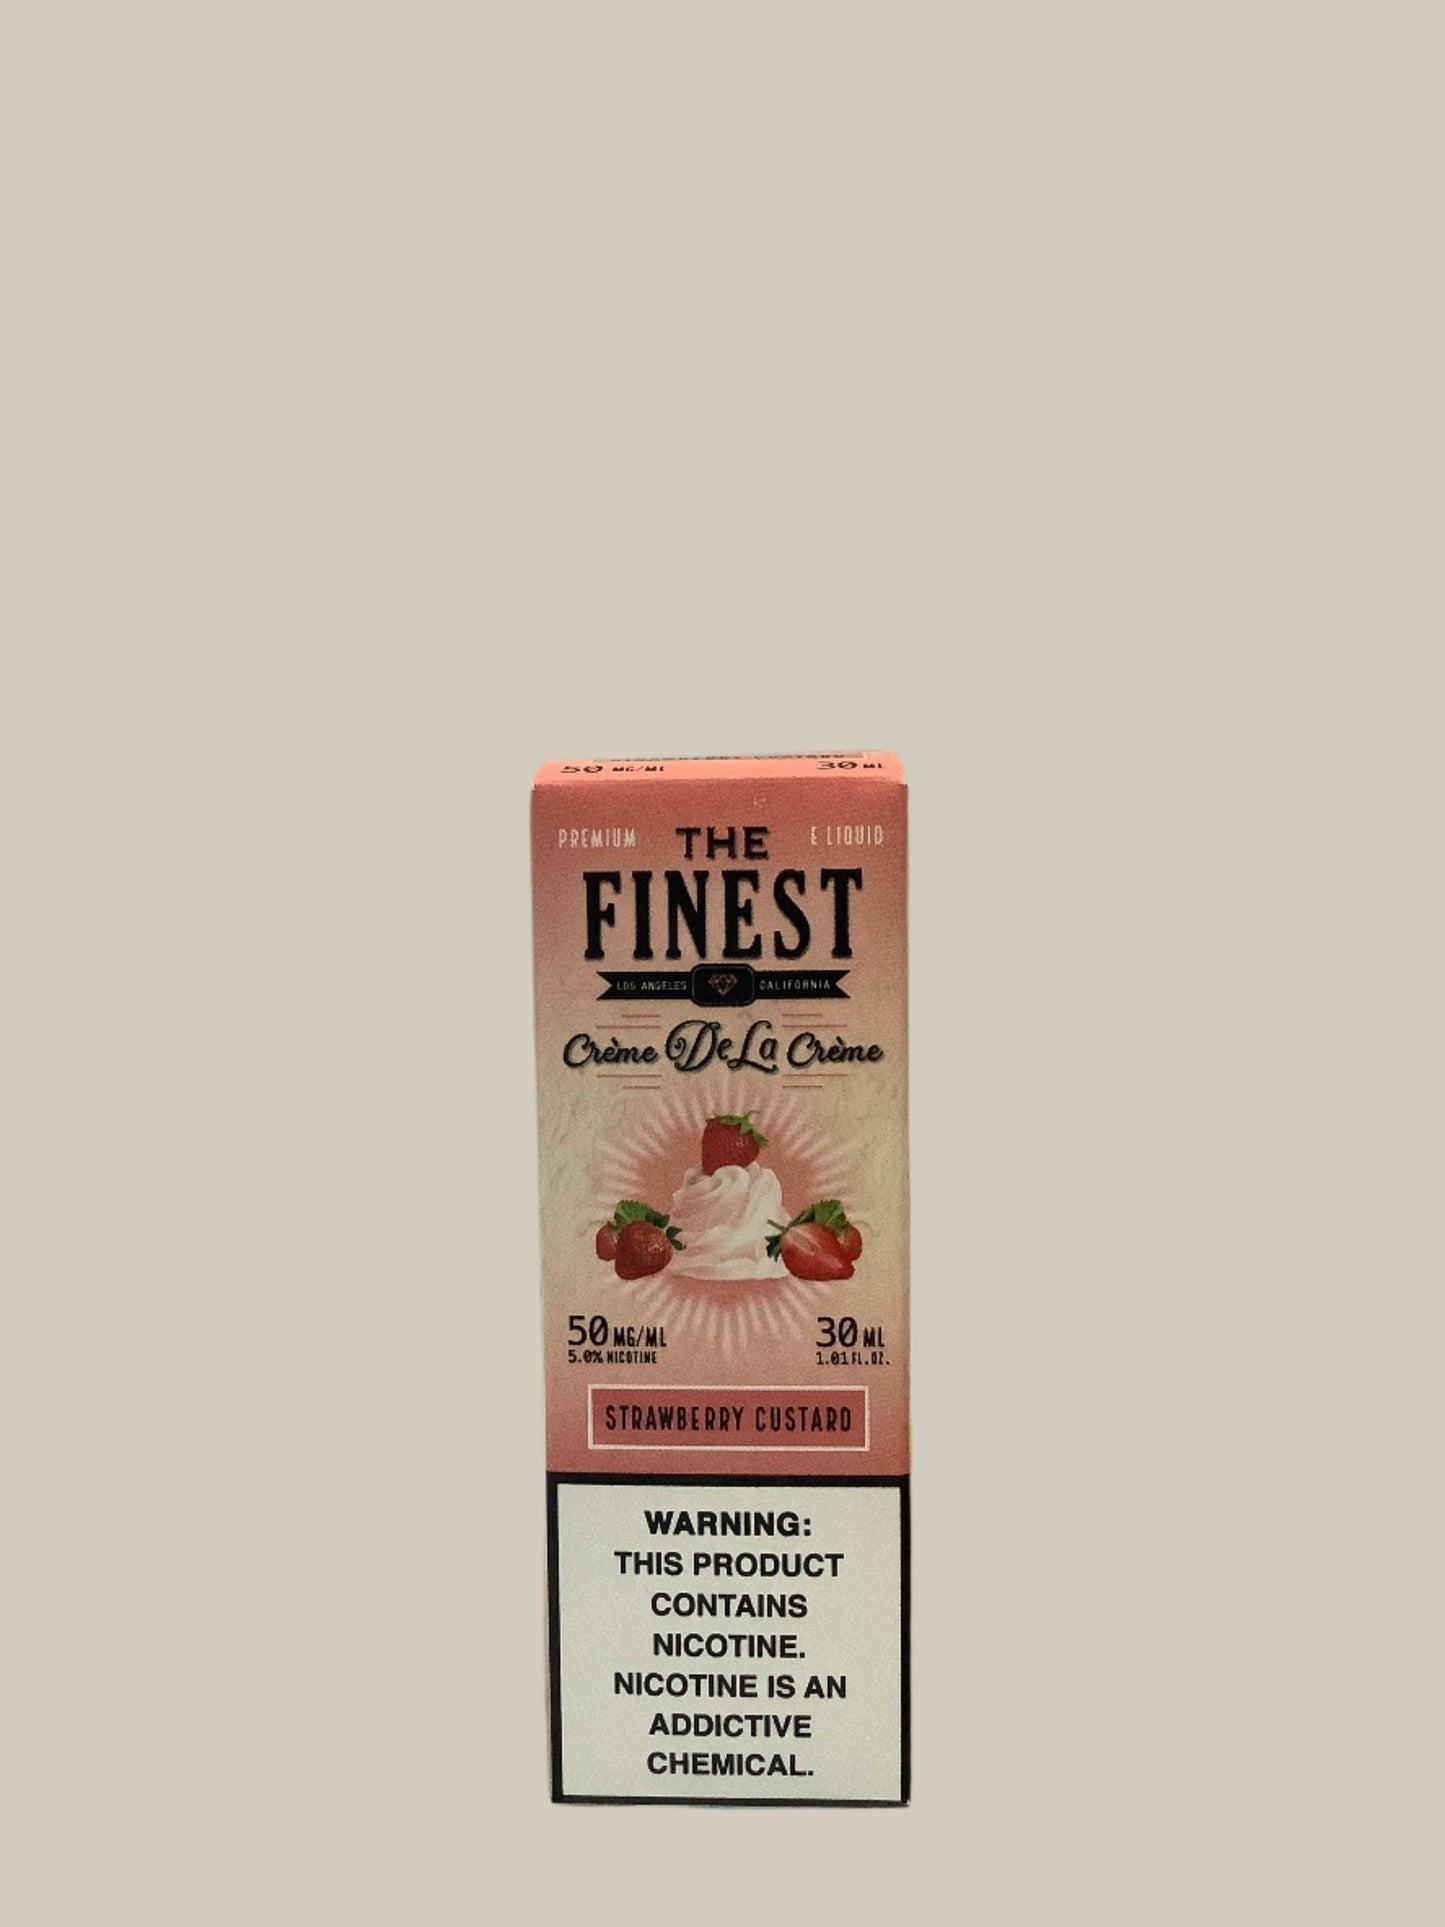 STRAWBERRY CUSTARD
50 MG/ML 30 ML
PREMIUM THE E LIQUID
FINEST
LOS ANGELES CALIFORNIA
Crème De La Crème
50 MG/ML 30 ML
5.0% NICOTINE 1.01 FL.OZ.
STRAWBERRY CUSTARD
WARNING:
THIS PRODUCT
CONTAINS
NICOTINE.
NICOTINE IS AN
ADDICTIVE
CHEMICAL.